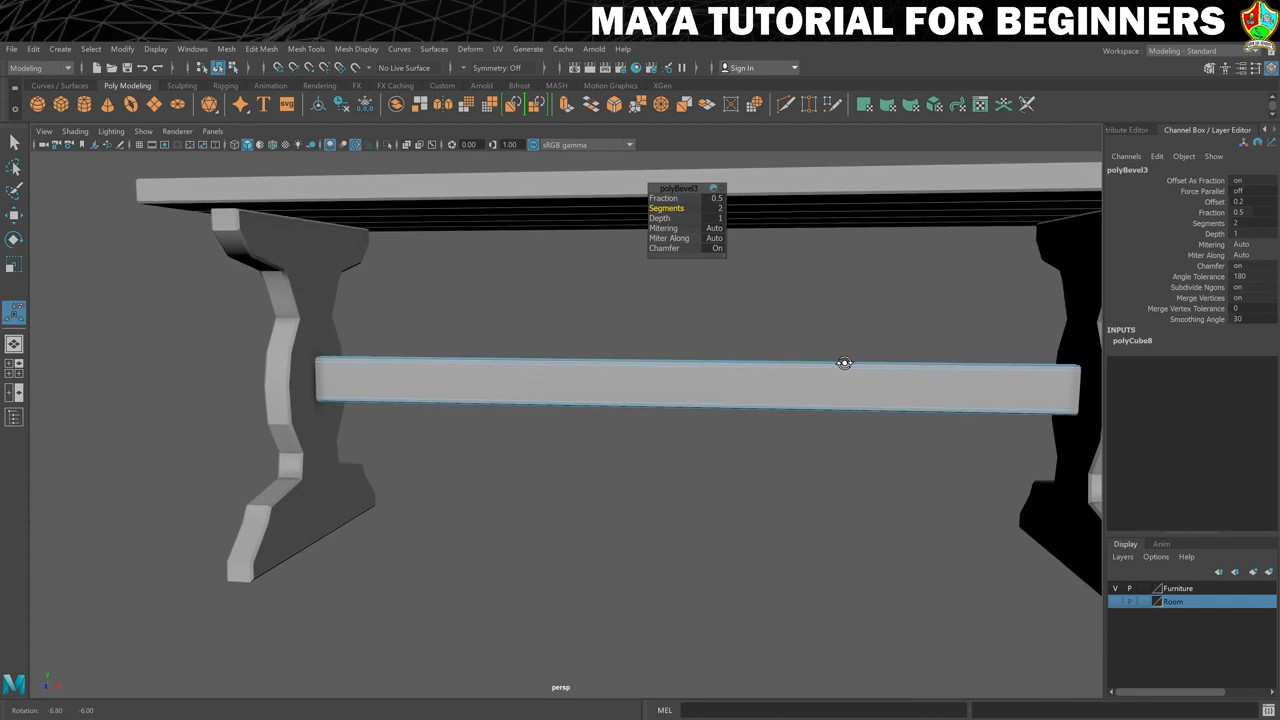 MAYA TUTORIAL FOR BEGINNERS
File Edit Create Select Modify Display Windows Mesh Edit Mesh Mesh Tools Mesh Display Curves Surfaces Deform UV Generate Cache Arnold Help
Workspace : Modeling - Standard
Modeling No Live Surface Symmetry: Off Sign In
Curves / Surfaces Poly Modeling Sculpting Rigging Animation Rendering FX FX Caching Custom Arnold Bifrost MASH Motion Graphics XGen
View Shading Lighting Show Renderer Panels
tribute Editor Channel Box / Layer Editor
0.00 1.00 sRGB gamma
Channels Edit Object Show
polyBevel3
Offset As Fraction on
Force Parallel off
Offset 0.2
Fraction 0.5
Segments 2
Depth 1
Mitering Auto
Miter Along Auto
Chamfer on
Angle Tolerance 180
Subdivide Ngons on
Merge Vertices on
Merge Vertex Tolerance 0
Smoothing Angle 30
INPUTS
polyCube8
polyBevel3
Fraction 0.5
Segments 2
Depth 1
Mitering Auto
Miter Along Auto
Chamfer On
Display Anim
Layers Options Help
V P Furniture
P Room
persp
Rotation: -6.80 -6.00
MEL